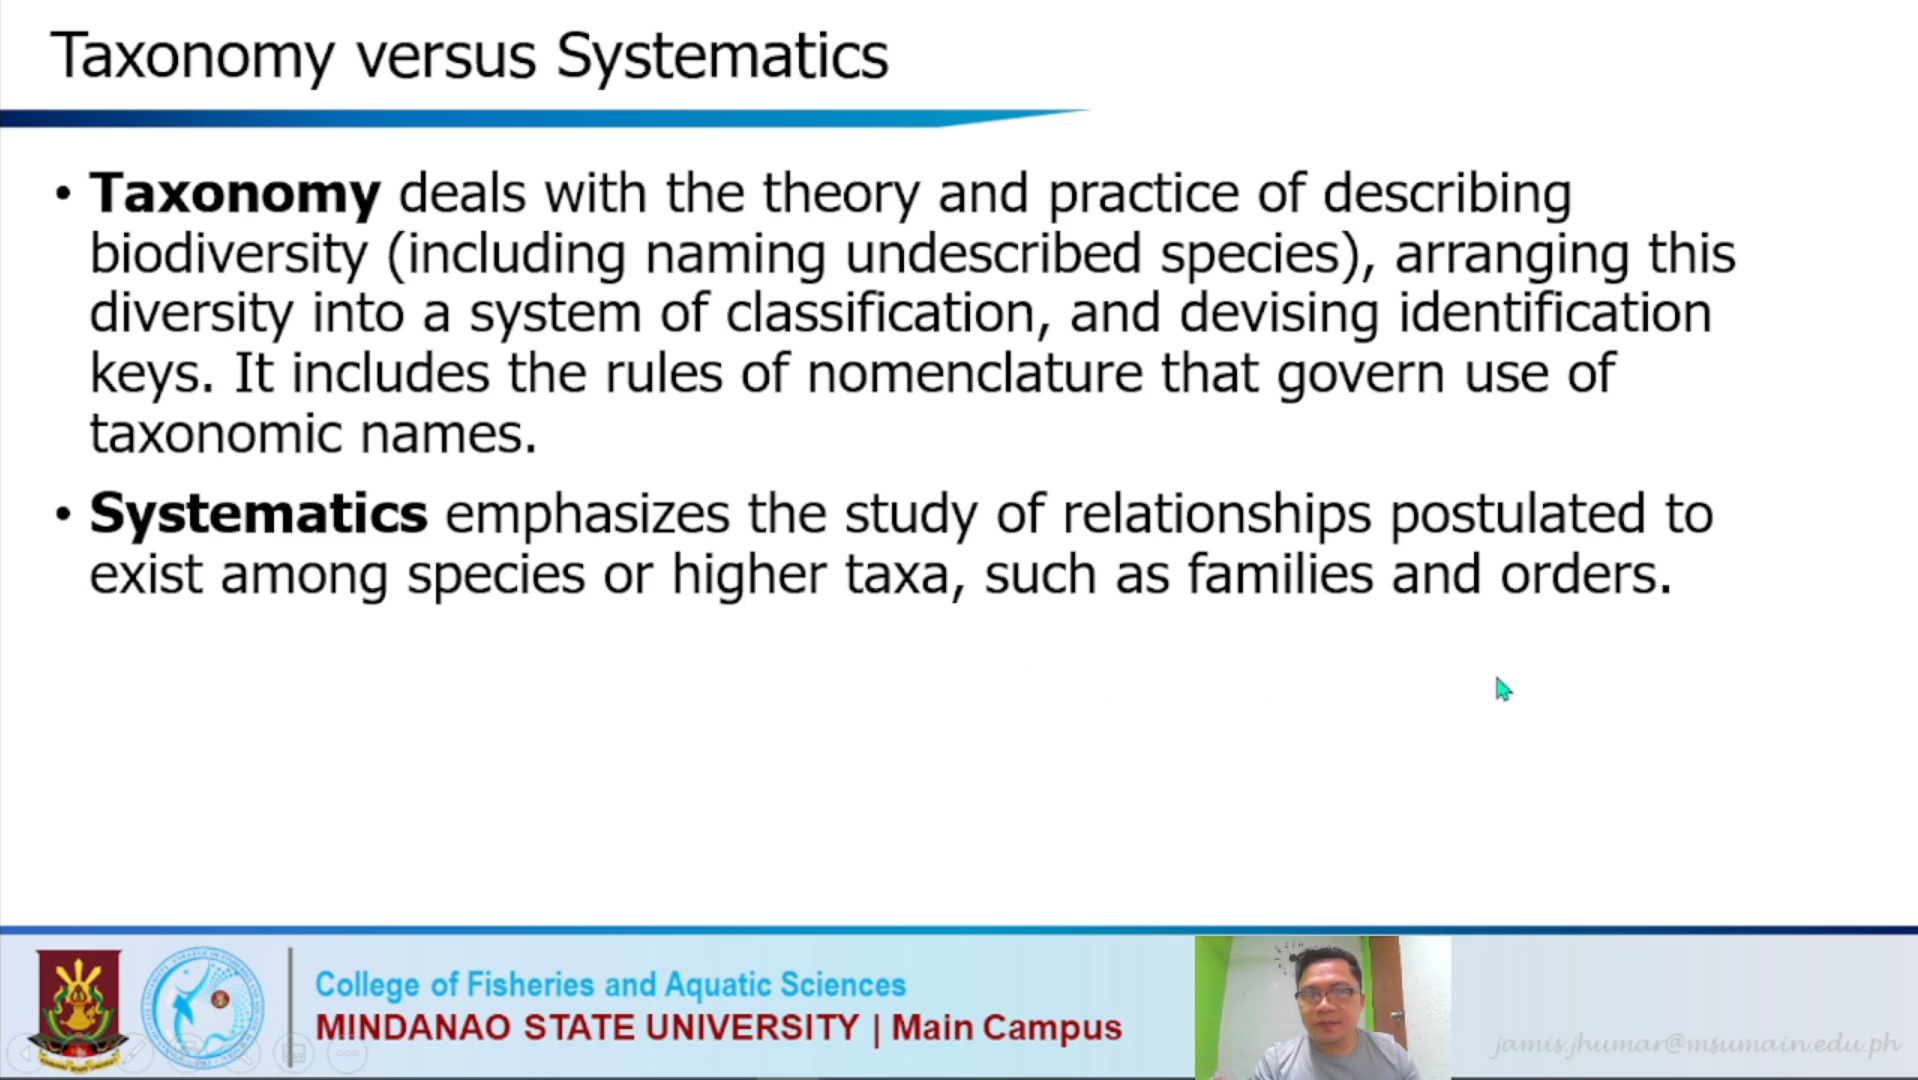 Taxonomy versus Systematics
• Taxonomy deals with the theory and practice of describing
biodiversity (including naming undescribed species), arranging this
diversity into a system of classification, and devising identification
keys. It includes the rules of nomenclature that govern use of
taxonomic names.
• Systematics emphasizes the study of relationships postulated to
exist among species or higher taxa, such as families and orders.
College of Fisheries and Aquatic Sciences
MINDANAO STATE UNIVERSITY | Main Campus
jamis.jhumar@msumain.edu.ph